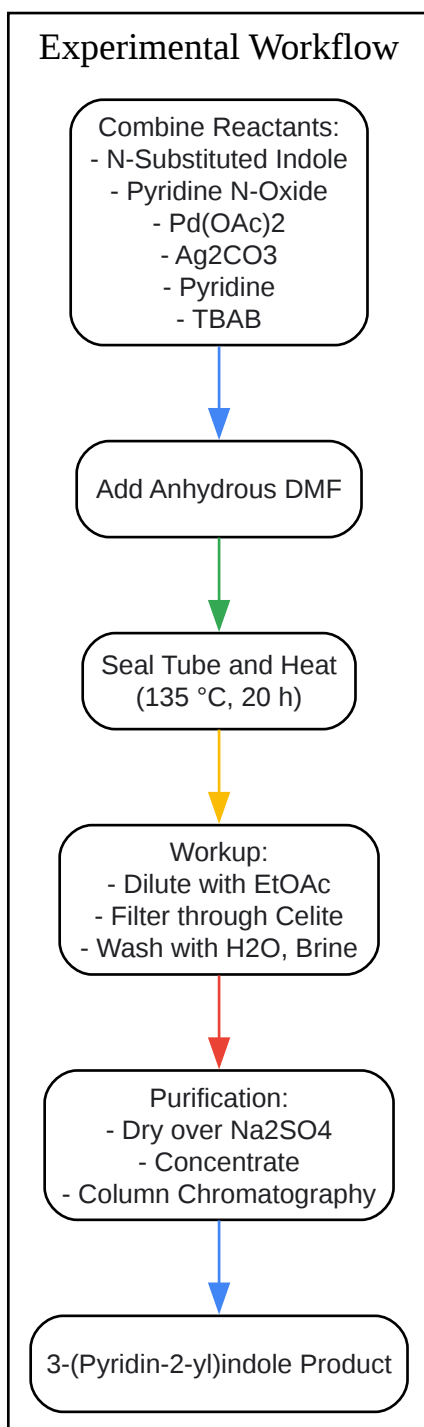 Experimental Workflow
Combine Reactants:
- N-Substituted Indole
- Pyridine N-Oxide
- Pd(OAc)2
- Ag2CO3
- Pyridine
- TBAB
Add Anhydrous DMF
Seal Tube and Heat
(135 °C, 20 h)
Workup:
- Dilute with EtOAc
- Filter through Celite
- Wash with H2O, Brine
Purification:
- Dry over Na2SO4
- Concentrate
- Column Chromatography
3-(Pyridin-2-yl)indole Product